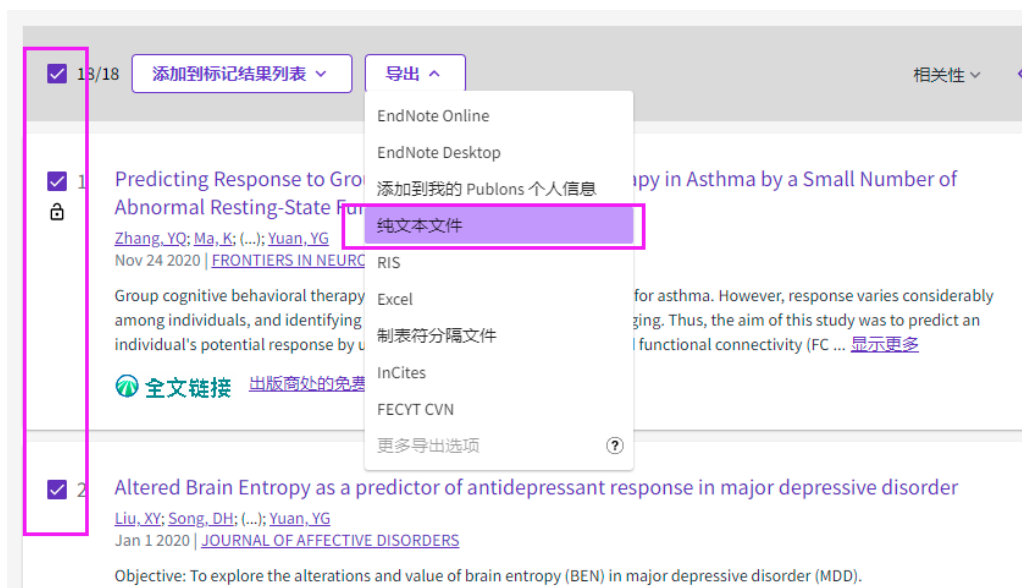 18/18 添加到标记结果列表 导出 相关性
EndNote Online
EndNote Desktop
添加到我的 Publons 个人信息
纯文本文件
RIS
Excel
制表符分隔文件
InCites
FECYT CVN
更多导出选项 ?
1 Predicting Response to Gro apy in Asthma by a Small Number of
Abnormal Resting-State Fun
Zhang, YQ; Ma, K; (...); Yuan, YG
Nov 24 2020 | FRONTIERS IN NEURO
Group cognitive behavioral therapy for asthma. However, response varies considerably
among individuals, and identifying ging. Thus, the aim of this study was to predict an
individual's potential response by u functional connectivity (FC ... 显示更多
全文链接 出版商处的免费
2 Altered Brain Entropy as a predictor of antidepressant response in major depressive disorder
Liu, XY; Song, DH; (...); Yuan, YG
Jan 1 2020 | JOURNAL OF AFFECTIVE DISORDERS
Objective: To explore the alterations and value of brain entropy (BEN) in major depressive disorder (MDD).